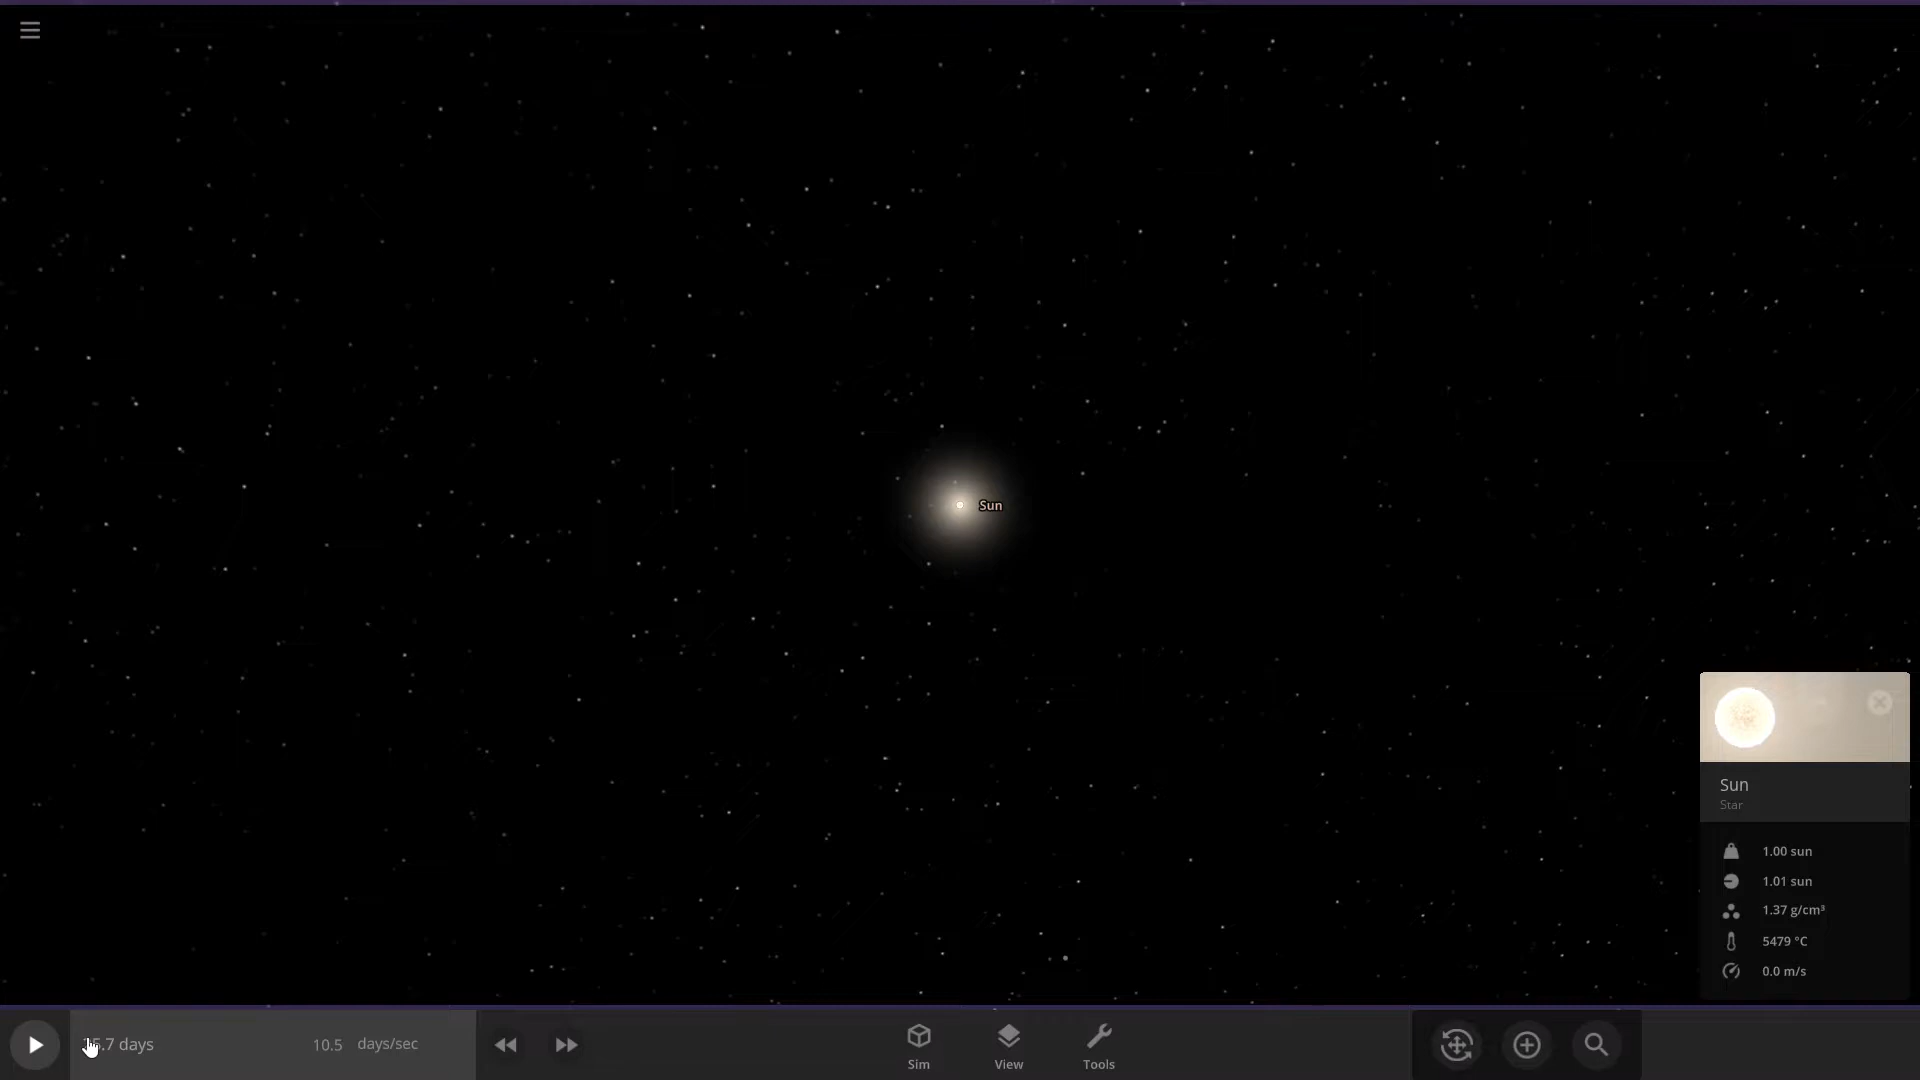 Sun
Sun
Star
1.00 sun
1.01 sun
1.37 g/cm³
5479 °C
0.0 m/s
days
10.5 days/sec
Sim
View
Tools